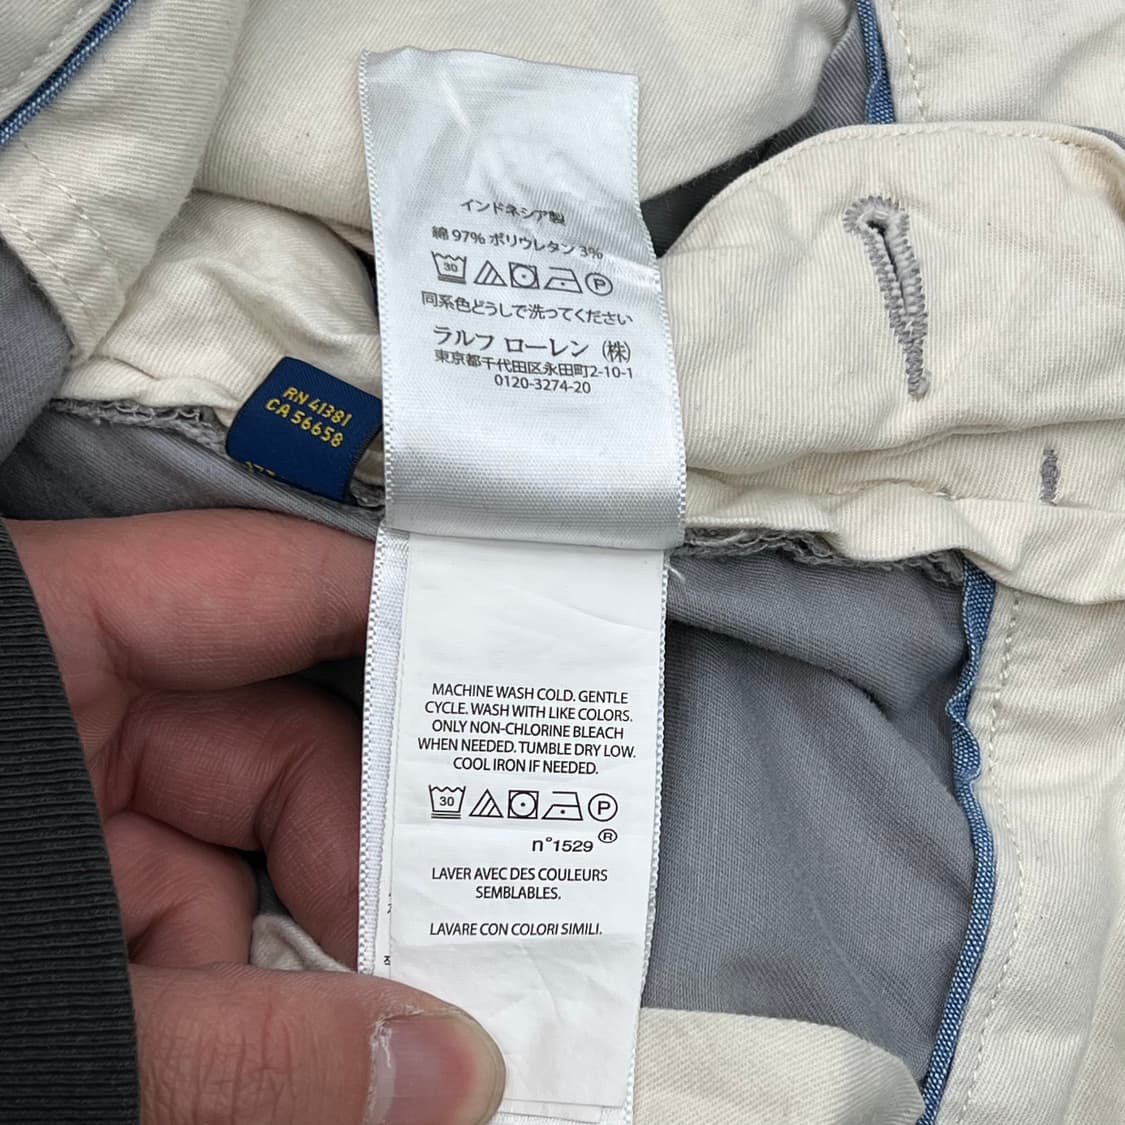 インドネシア製
綿 97% ポリウレタン 3%
30 P
同系色どうしで洗ってください
ラルフ ローレン (株)
東京都千代田区永田町2-10-1
0120-3274-20
RN 41381
CA 56658
MACHINE WASH COLD. GENTLE
CYCLE. WASH WITH LIKE COLORS.
ONLY NON-CHLORINE BLEACH
WHEN NEEDED. TUMBLE DRY LOW.
COOL IRON IF NEEDED.
30 P
n°1529®
LAVER AVEC DES COULEURS
SEMBLABLES.
LAVARE CON COLORI SIMILI.